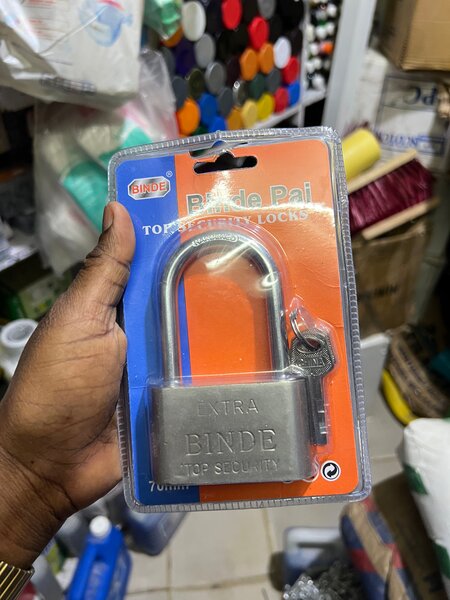 BINDE
Binde Pai
TOP SECURITY LOCKS
EXTRA
BINDE
TOP SECURITY
70mm